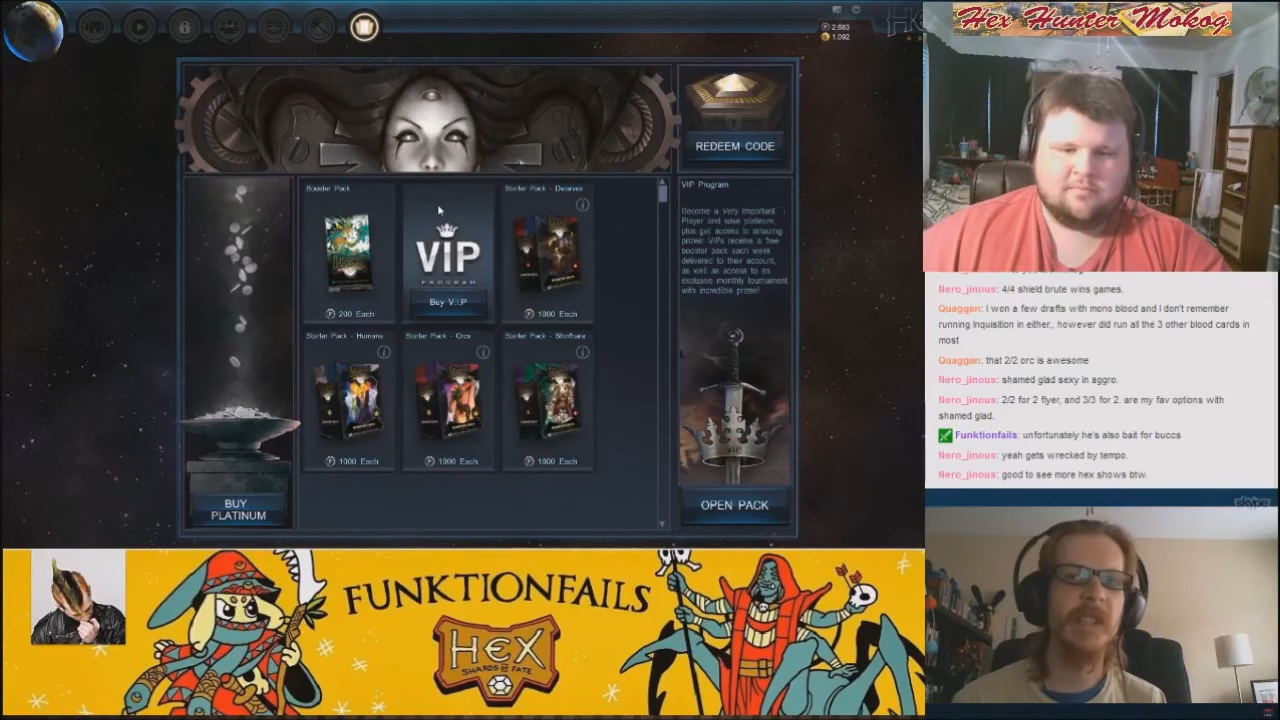 2,683
1,092
Hex Hunter Mokog
REDEEM CODE
Booster Pack
200 Each
VIP
PROGRAM
Buy VIP
Starter Pack - Dwarves
1000 Each
Starter Pack - Humans
1000 Each
Starter Pack - Orcs
1000 Each
Starter Pack - Shin'hare
1000 Each
VIP Program
Become a Very Important
Player and save platinum,
plus get access to amazing
prizes! VIPs receive a free
booster pack each week
delivered to their account,
as well as access to an
exclusive monthly tournament
with incredible prizes!
BUY
PLATINUM
VIP
OPEN PACK
Nero_jinous: 4/4 shield brute wins games.
Quaggan: I won a few drafts with mono blood and I don't remember
running Inquisition in either,, however did run all the 3 other blood cards in
most
Quaggan: that 2/2 orc is awesome
Nero_jinous: shamed glad sexy in aggro.
Nero_jinous: 2/2 for 2 flyer, and 3/3 for 2. are my fav options with
shamed glad.
Funktionfails: unfortunately he's also bait for buccs
Nero_jinous: yeah gets wrecked by tempo.
Nero_jinous: good to see more hex shows btw.
skype
FUNKTIONFAILS
HEX
SHARDS OF FATE